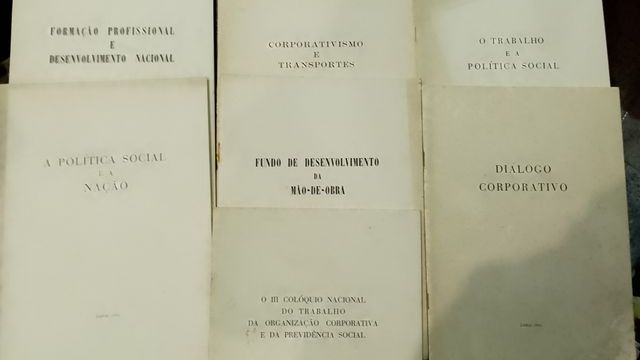 FORMAÇÃO PROFISSIONAL
E
DESENVOLVIMENTO NACIONAL
CORPORATIVISMO
E
TRANSPORTES
O TRABALHO
E A
POLÍTICA SOCIAL
A POLÍTICA SOCIAL
E A
NAÇÃO
FUNDO DE DESENVOLVIMENTO
DA
MÃO-DE-OBRA
DIÁLOGO
CORPORATIVO
O III COLÓQUIO NACIONAL
DO TRABALHO
DA ORGANIZAÇÃO CORPORATIVA
E DA PREVIDÊNCIA SOCIAL